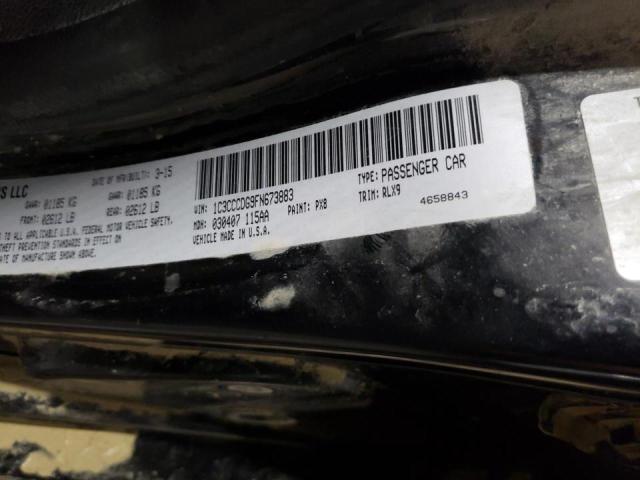 S LLC
DATE OF MFR(BUILT): 3-15
GAWR: 01185 KG
GAWR: 01185 KG
FRONT: 02612 LB
REAR: 02612 LB
S TO ALL APPLICABLE U.S.A. FEDERAL MOTOR VEHICLE SAFETY,
THEFT PREVENTION STANDARDS IN EFFECT ON
DATE OF MANUFACTURE SHOWN ABOVE.
VIN: 1C3CCCDG9FN673883
TYPE: PASSENGER CAR
MDH: 030407 115AA
PAINT: PX8
TRIM: RLX9
VEHICLE MADE IN U.S.A.
4658843